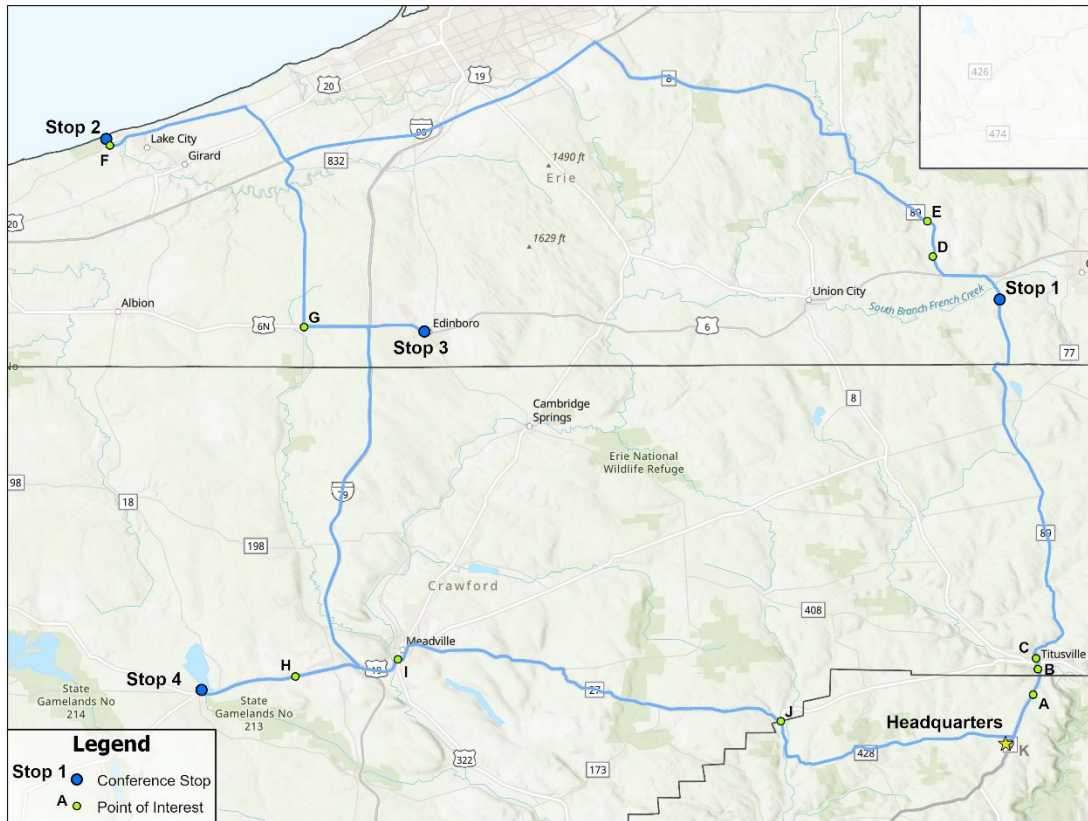 426
474
20
19
8
Stop 2
F
Lake City
Girard
90
832
1490 ft
Erie
20
89
E
1629 ft
D
Albion
6N
G
Edinboro
Stop 3
Union City
6
South Branch French Creek
Stop 1
77
Cambridge
Springs
8
Erie National
Wildlife Refuge
98
18
79
198
89
Crawford
408
Meadville
C
Titusville
B
H
19
I
Stop 4
State
Gamelands No
214
State
Gamelands No
213
27
A
J
Headquarters
K
428
322
173
Legend
Stop 1
Conference Stop
A
Point of Interest